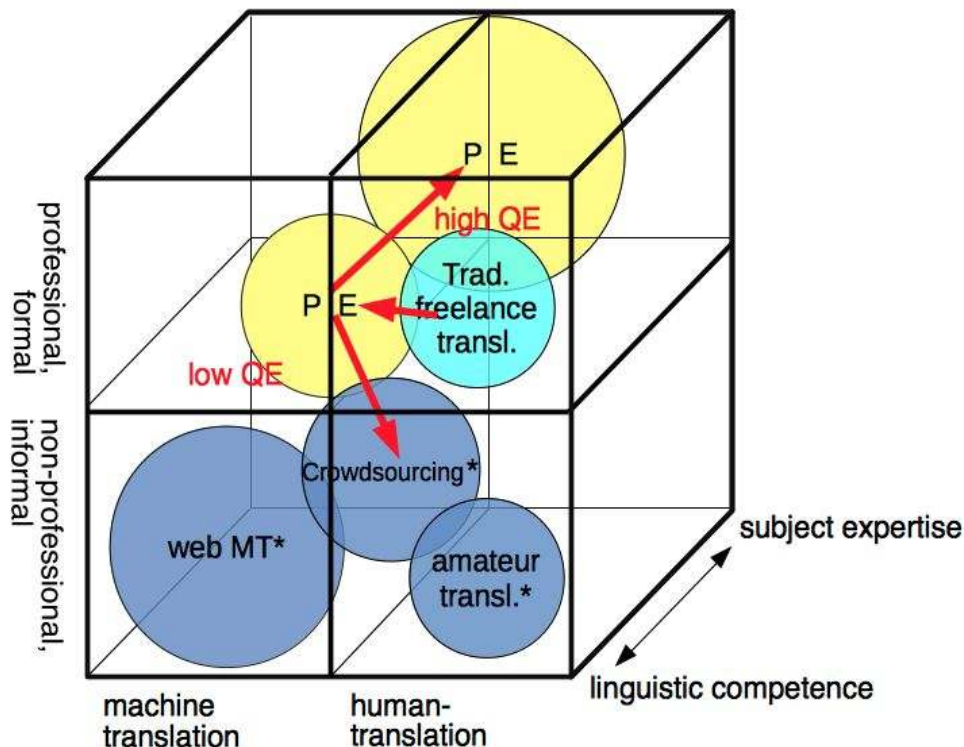 P E
high QE
Trad.
freelance
transl.
P E
low QE
Crowdsourcing*
web MT*
amateur
transl.*
professional,
formal
non-professional,
informal
subject expertise
linguistic competence
machine
translation
human-
translation